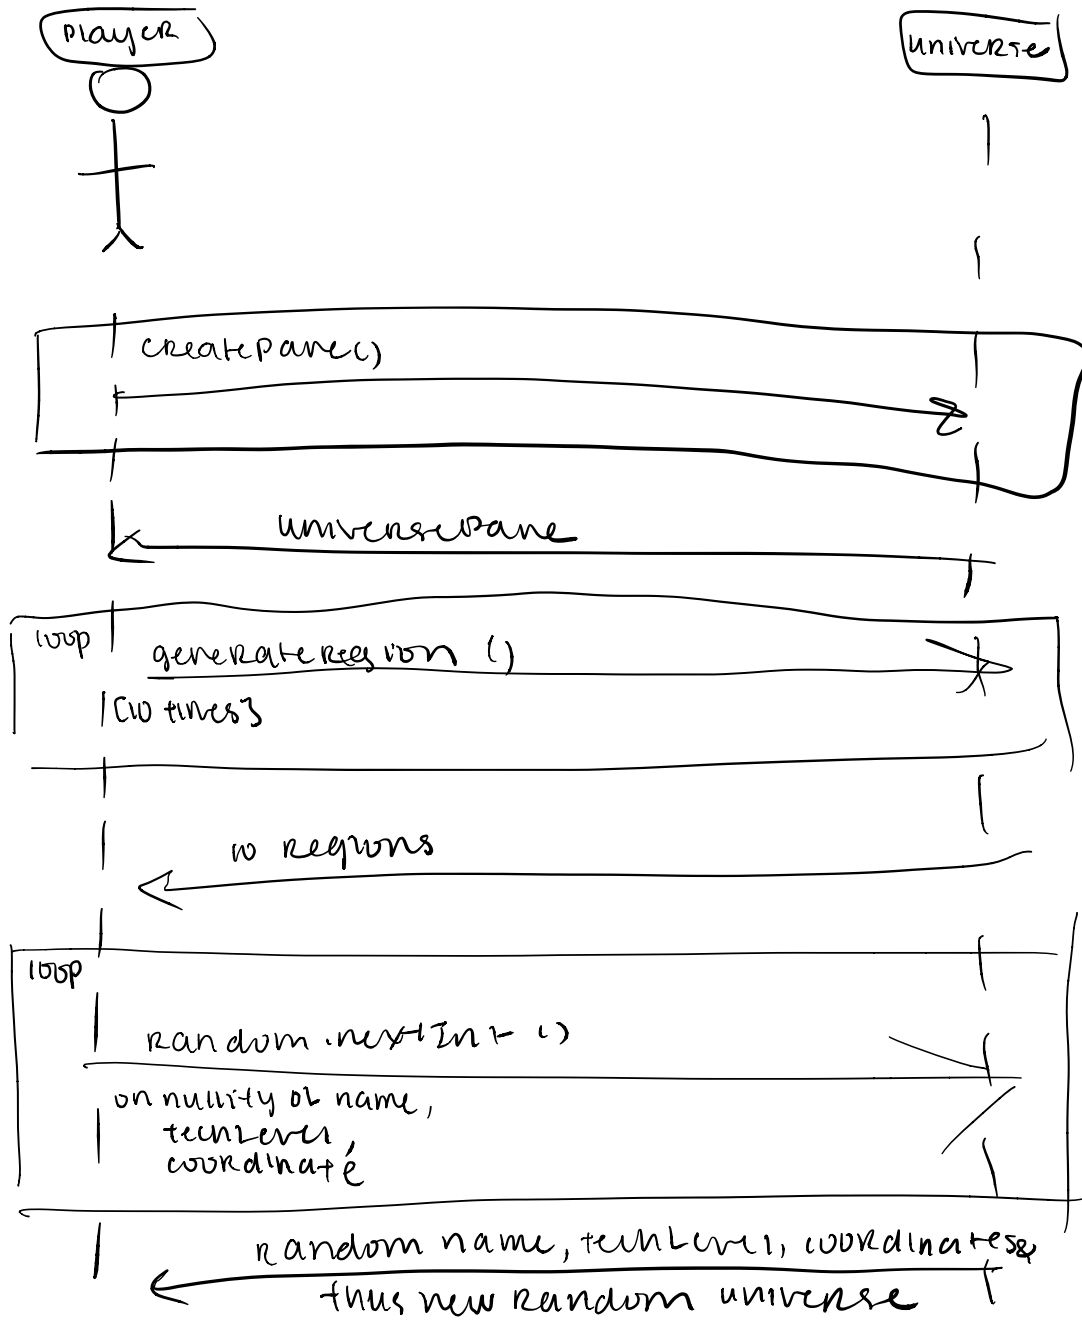 Player
universe
createPane()
universePane
loop
generateregion ()
[10 times]
10 regions
loop
random.nextInt ()
on nullity of name,
techLevel,
coordinate
random name, techLevel, coordinates &
thus new random universe